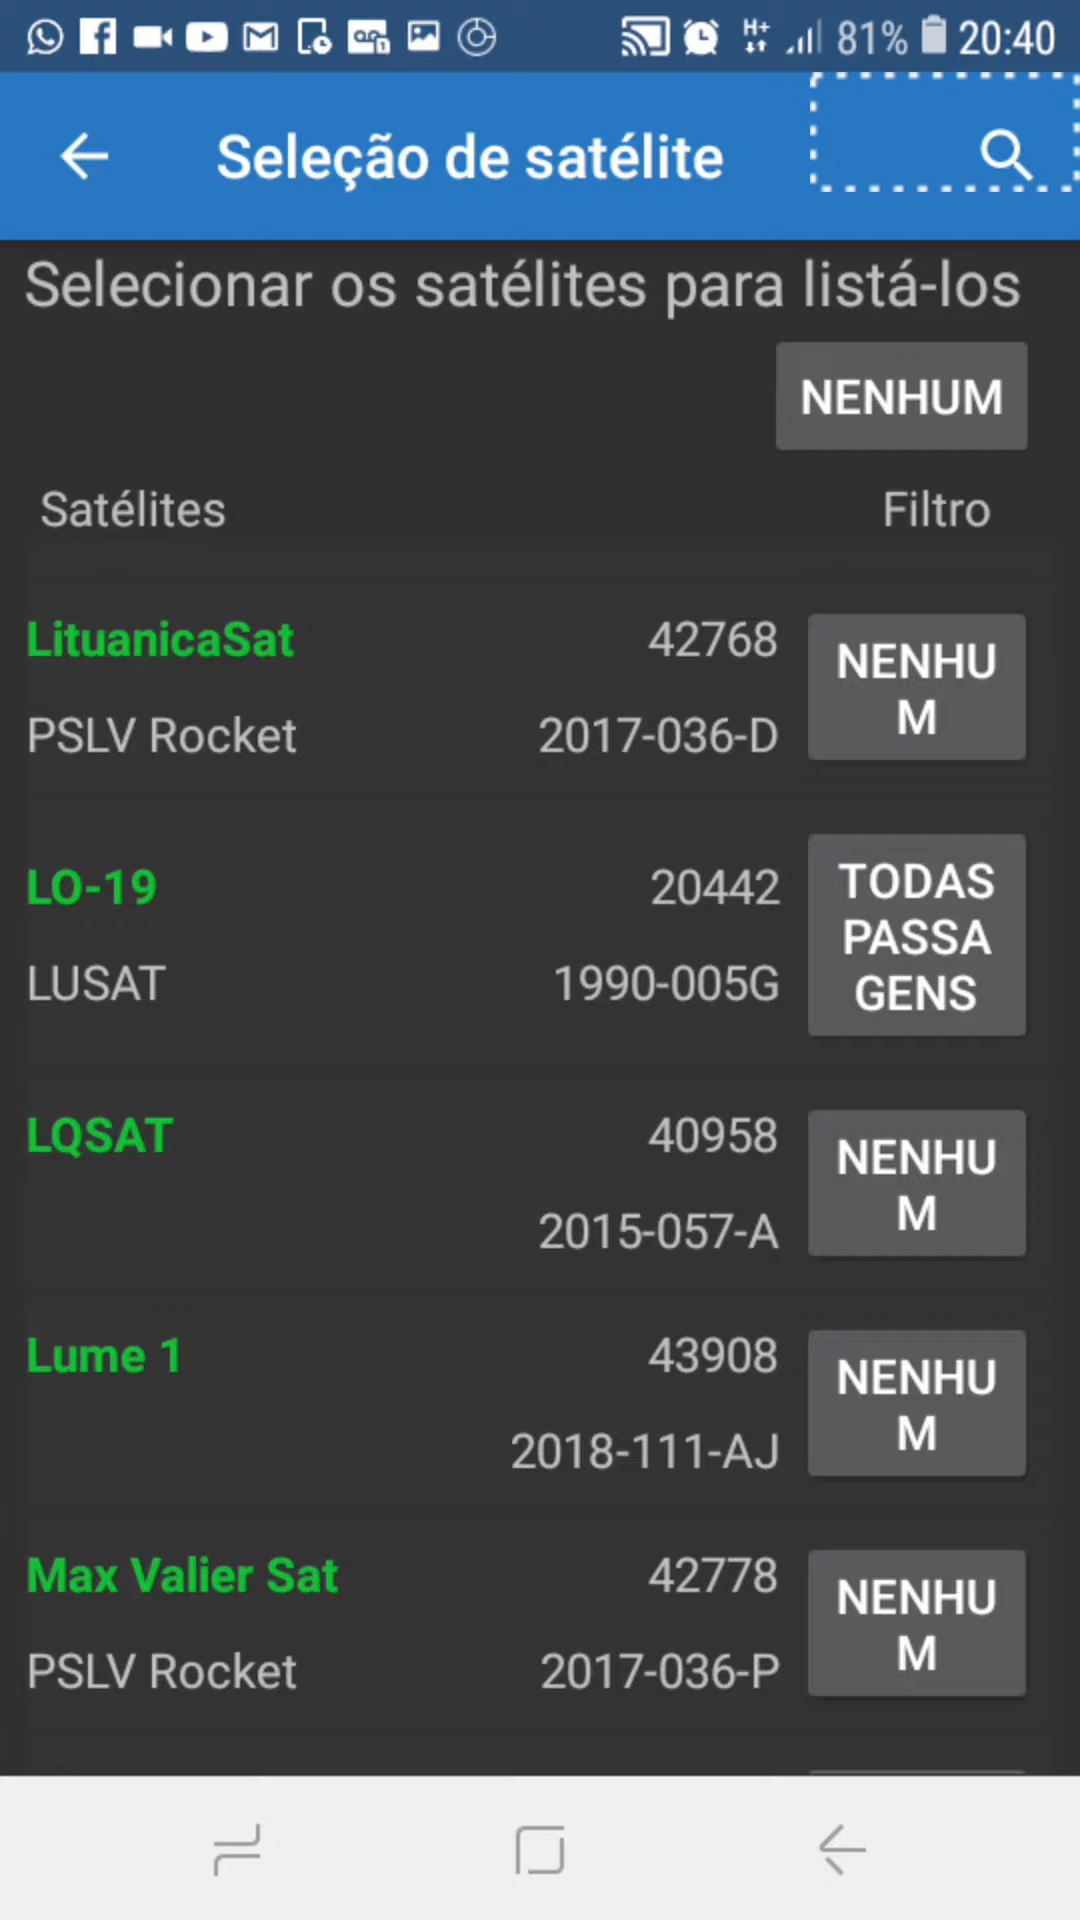 H+ 81% 20:40
Seleção de satélite
Selecionar os satélites para listá-los
NENHUM
Satélites Filtro
LituanicaSat 42768 NENHU
M
PSLV Rocket 2017-036-D
LO-19 20442 TODAS
PASSA
GENS
LUSAT 1990-005G
LQSAT 40958 NENHU
M
2015-057-A
Lume 1 43908 NENHU
M
2018-111-AJ
Max Valier Sat 42778 NENHU
M
PSLV Rocket 2017-036-P